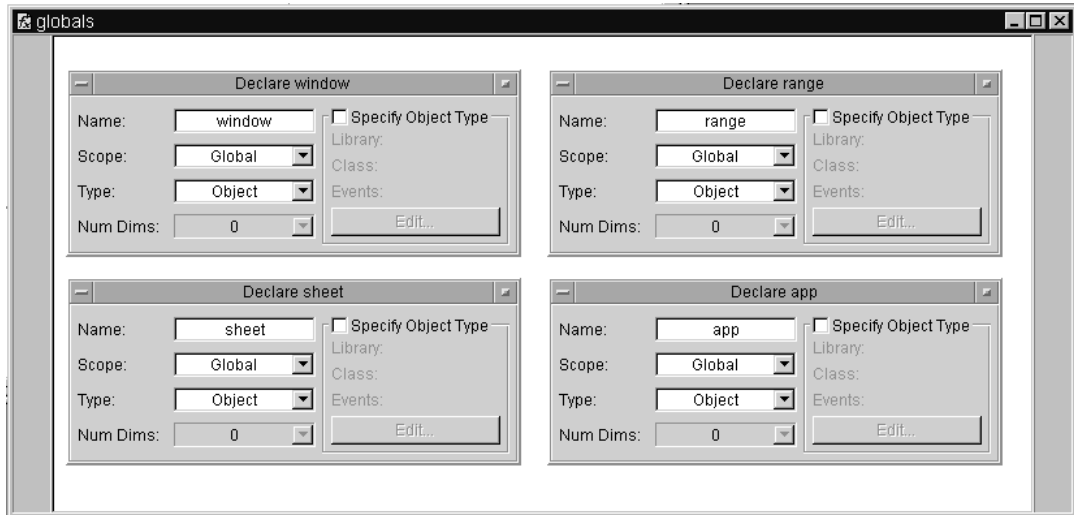 globals
Declare window
Name: window
Specify Object Type
Library:
Scope: Global
Class:
Type: Object
Events:
Num Dims: 0
Edit...
Declare range
Name: range
Specify Object Type
Library:
Scope: Global
Class:
Type: Object
Events:
Num Dims: 0
Edit...
Declare sheet
Name: sheet
Specify Object Type
Library:
Scope: Global
Class:
Type: Object
Events:
Num Dims: 0
Edit...
Declare app
Name: app
Specify Object Type
Library:
Scope: Global
Class:
Type: Object
Events:
Num Dims: 0
Edit...